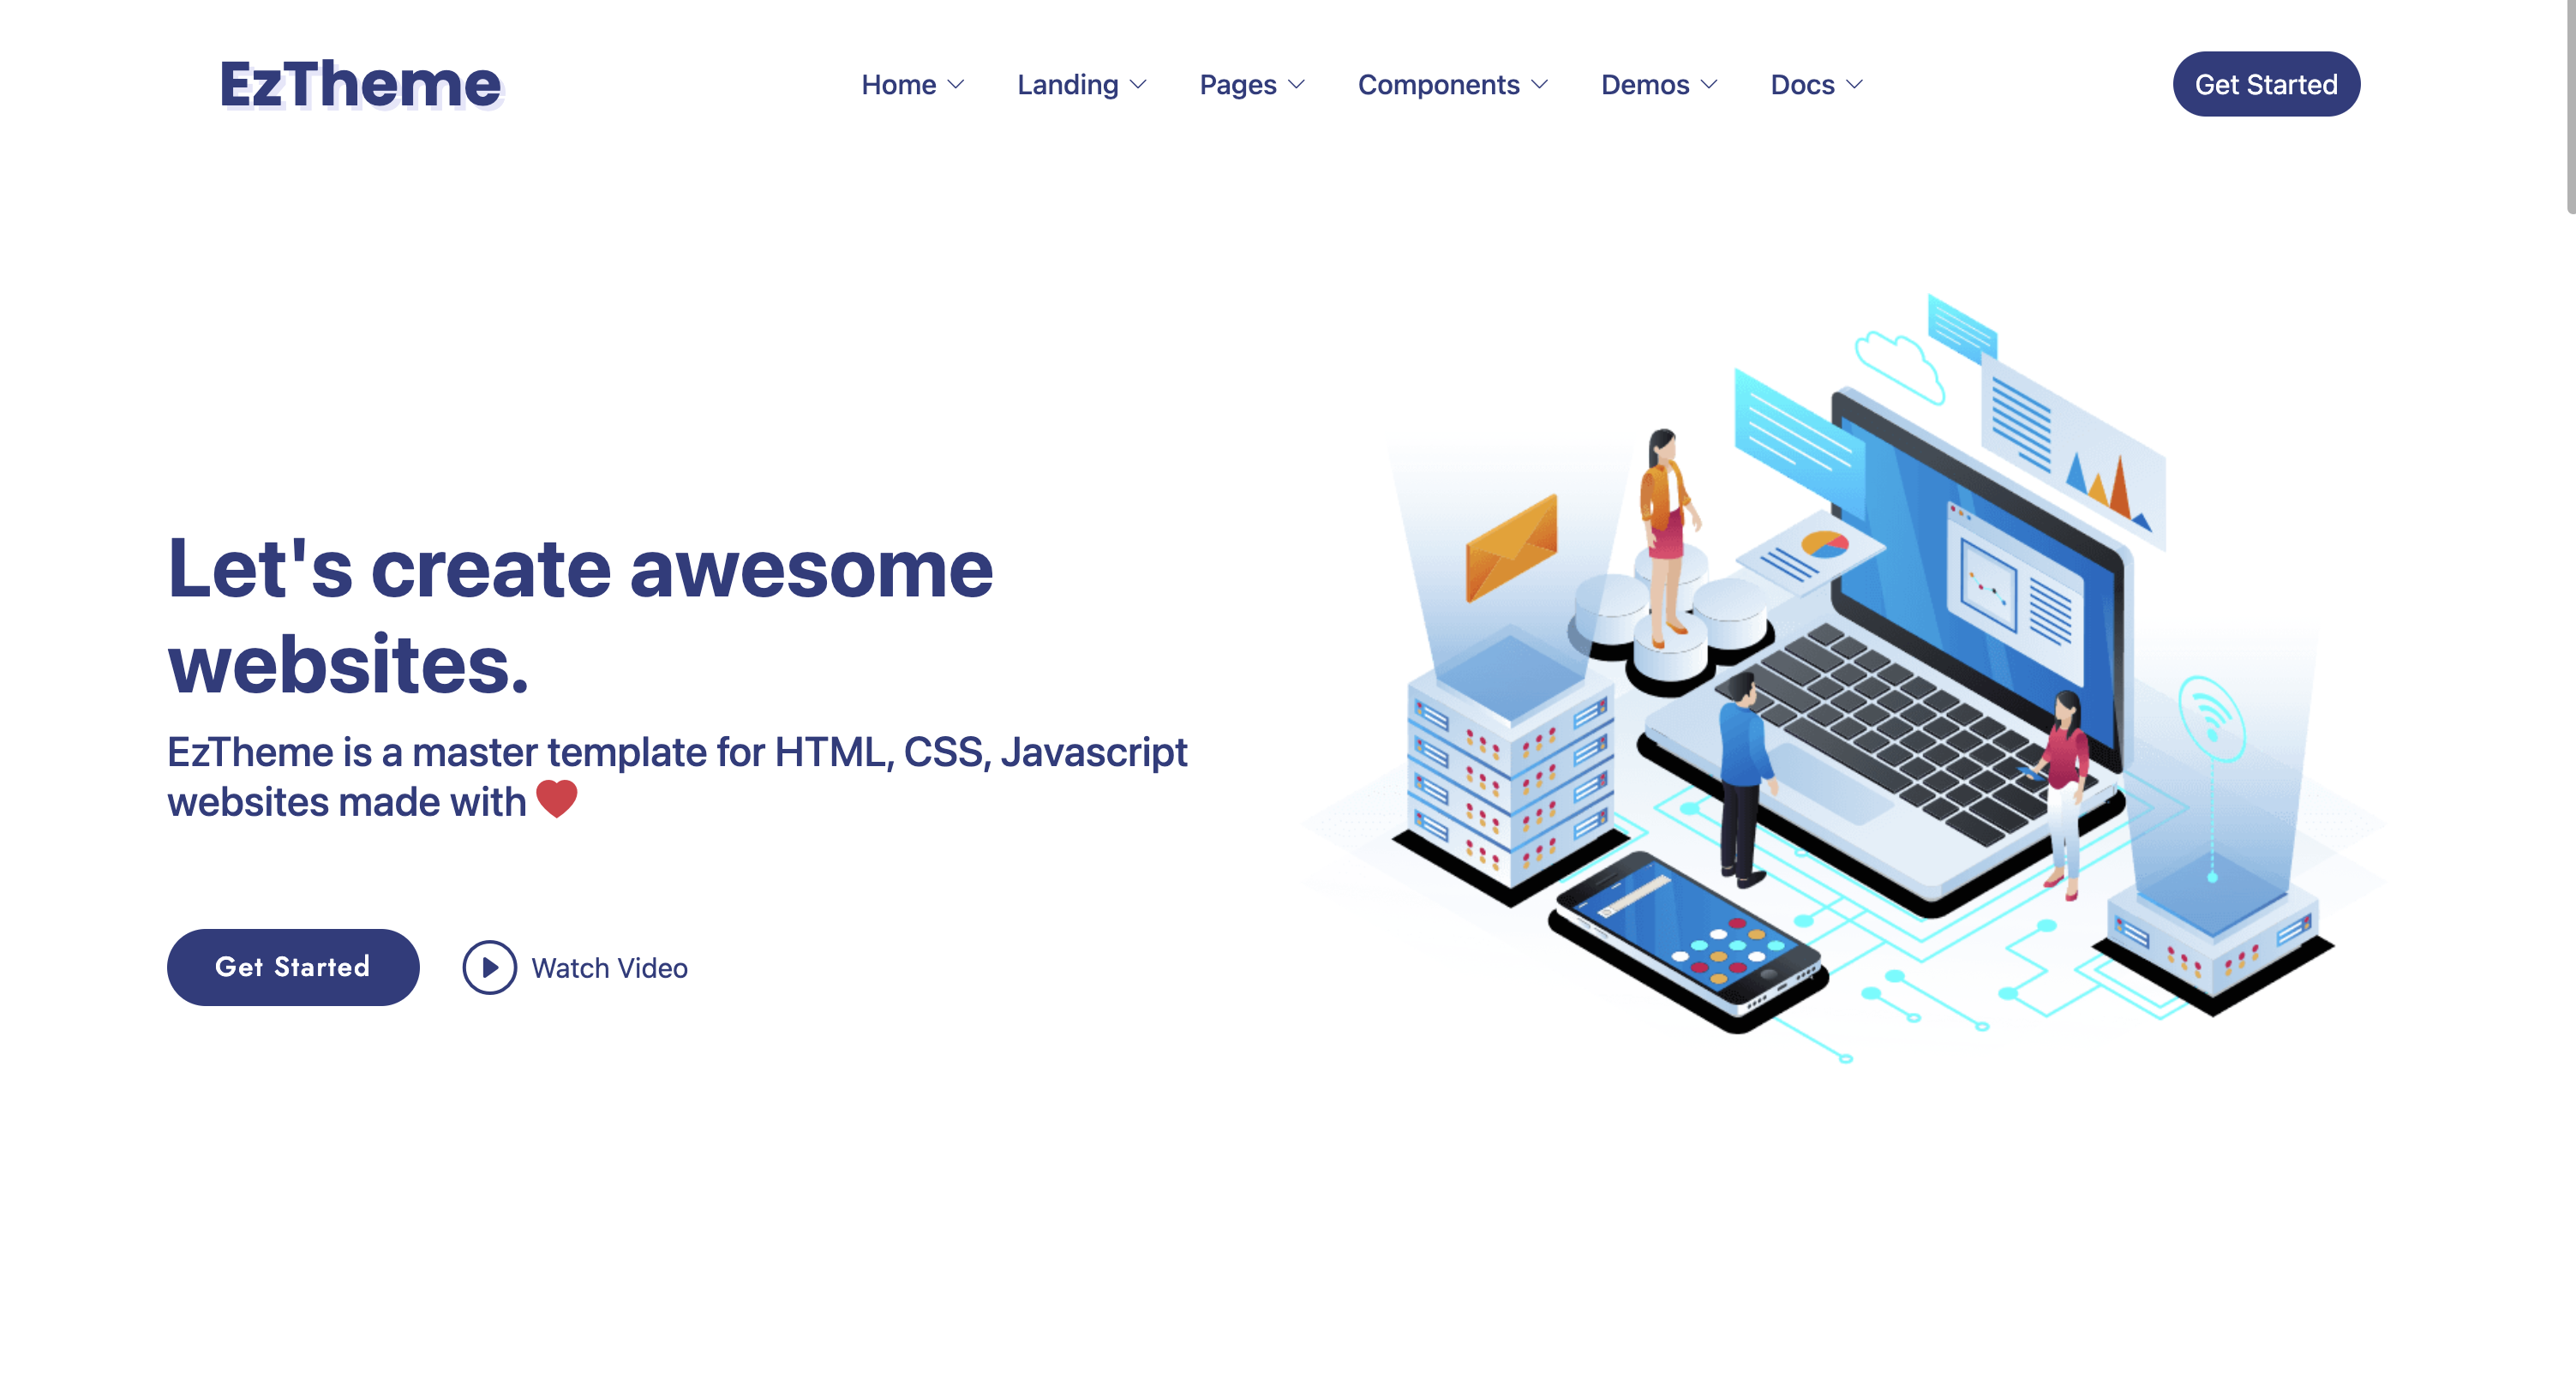 EzTheme
Home
Landing
Pages
Components
Demos
Docs
Get Started
Let's create awesome
websites.
EzTheme is a master template for HTML, CSS, Javascript
websites made with ❤️
Get Started
Watch Video